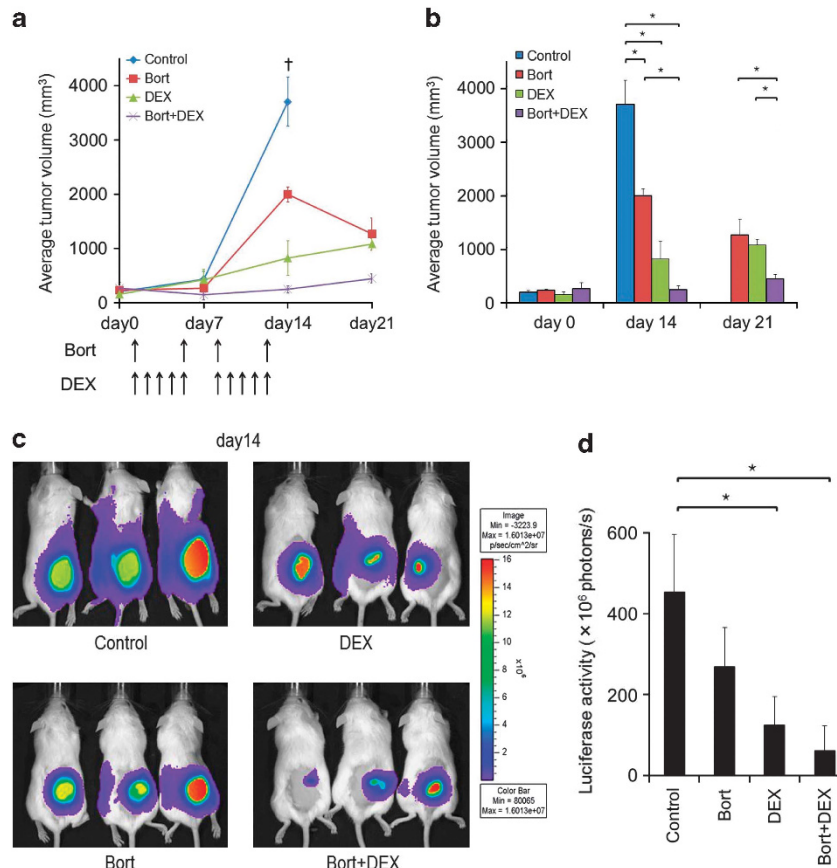 a
Average tumor volume (mm³)
4000
3000
2000
1000
0
Control
Bort
DEX
Bort+DEX
†
day0 day7 day14 day21
Bort ↑ ↑ ↑ ↑
DEX ↑↑↑↑↑ ↑↑↑↑↑
b
Average tumor volume (mm³)
4000
3000
2000
1000
0
Control
Bort
DEX
Bort+DEX
*
*
*
*
*
*
day 0 day 14 day 21
c
day14
Control
DEX
Bort
Bort+DEX
Image
Min = -3223.9
Max = 1.6013e+07
p/sec/cm^2/sr
16
14
12
10
8
6
4
2
x10⁶
Color Bar
Min = 80065
Max = 1.6013e+07
d
Luciferase activity (×10⁶ photons/s)
600
400
200
0
*
*
Control
Bort
DEX
Bort+DEX